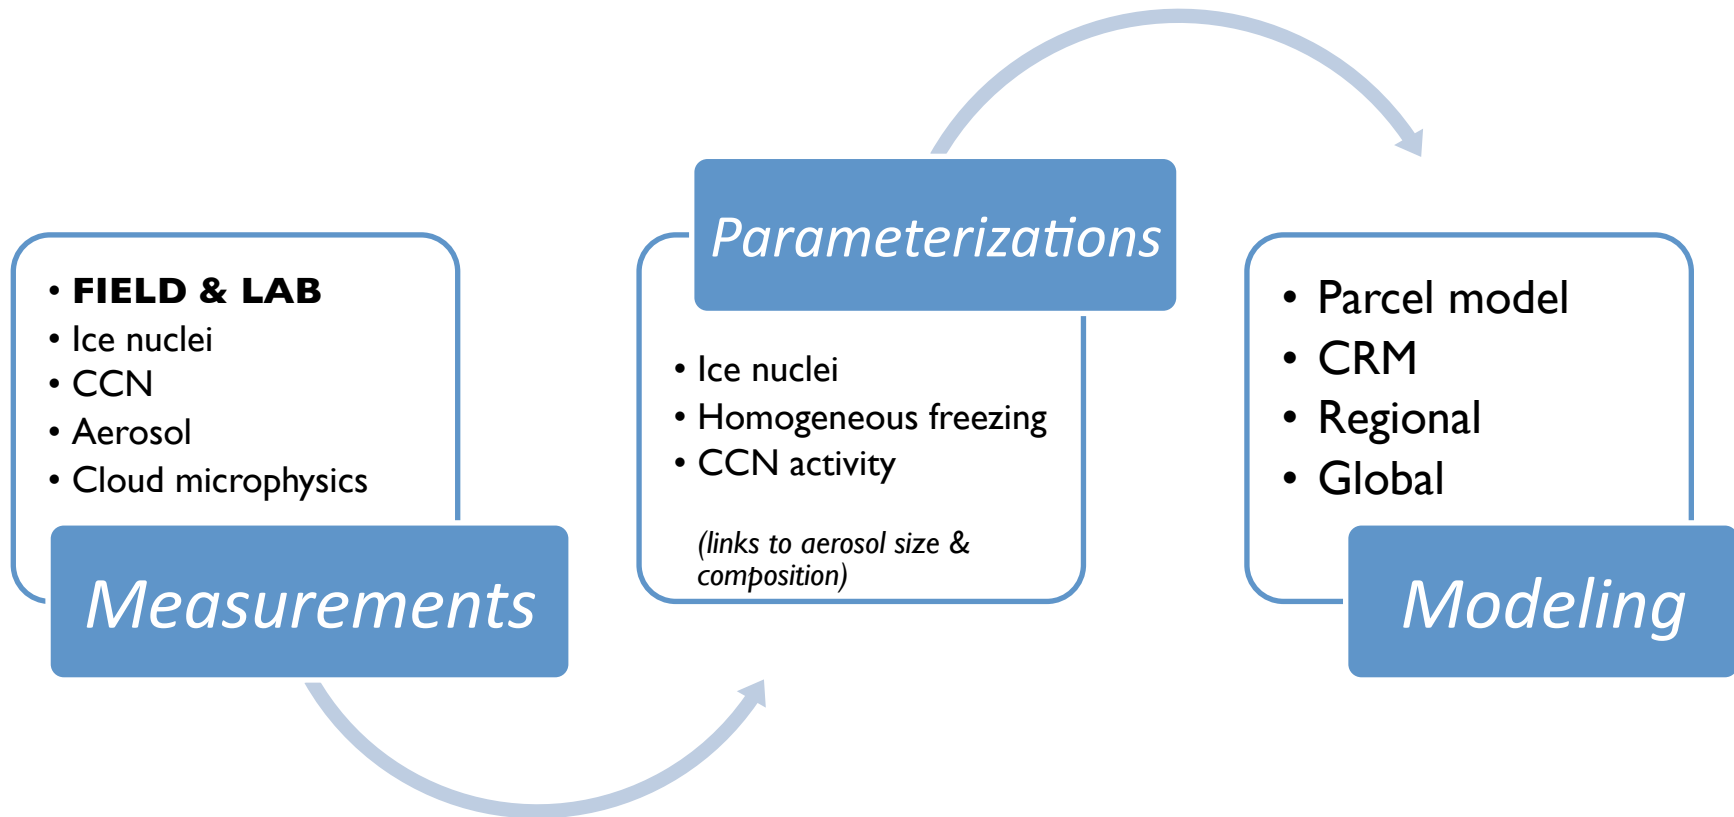 • FIELD & LAB
• Ice nuclei
• CCN
• Aerosol
• Cloud microphysics
Measurements
Parameterizations
• Ice nuclei
• Homogeneous freezing
• CCN activity
(links to aerosol size &
composition)
• Parcel model
• CRM
• Regional
• Global
Modeling